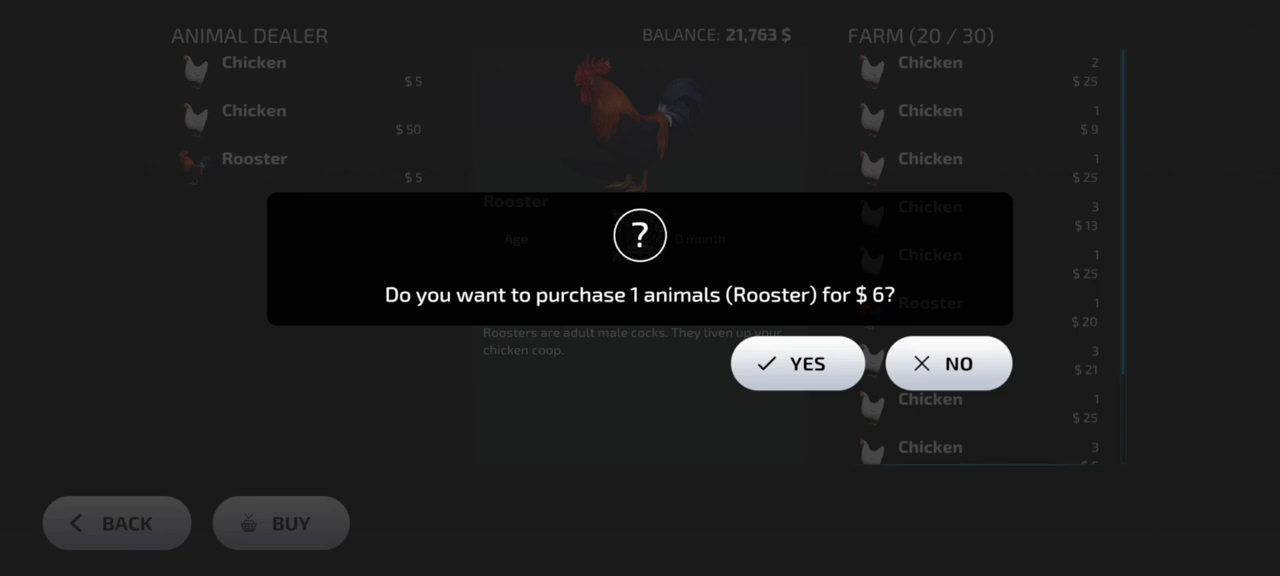 ANIMAL DEALER
BALANCE: 21,763 $
FARM (20 / 30)
Chicken
$ 5
Chicken
$ 50
Rooster
$ 5
Rooster
Age
0 month
Do you want to purchase 1 animals (Rooster) for $ 6?
Roosters are adult male cocks. They liven up your
chicken coop.
YES
NO
Chicken
2
$ 25
Chicken
1
$ 9
Chicken
1
$ 25
Chicken
3
$ 13
Chicken
1
$ 25
Rooster
1
$ 20
3
$ 21
Chicken
1
$ 25
Chicken
3
BACK
BUY